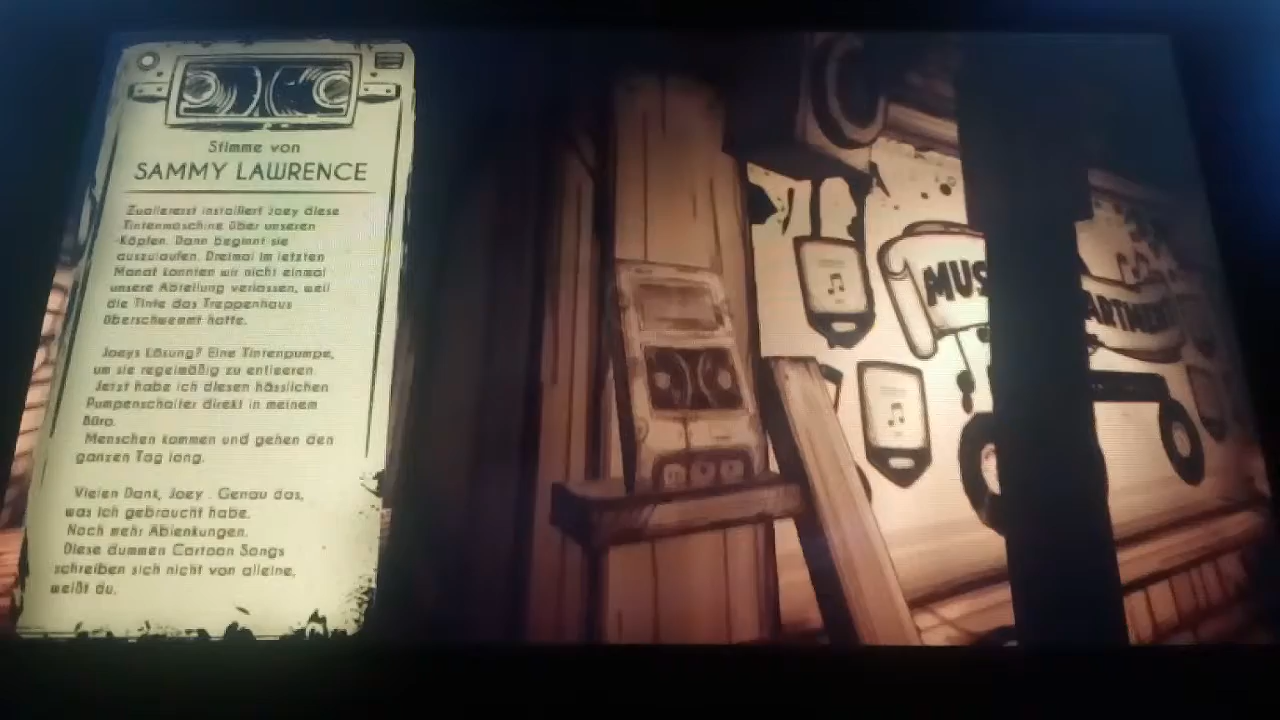 Stimme von
SAMMY LAWRENCE
Zuallererst installiert Joey diese
Tintenmaschine über unseren
Köpfen. Dann beginnt sie
auszulaufen. Dreimal im letzten
Monat konnten wir nicht einmal
unsere Abteilung verlassen, weil
die Tinte das Treppenhaus
überschwemmt hatte.
Joeys Lösung? Eine Tintenpumpe,
um sie regelmäßig zu entleeren.
Jetzt habe ich diesen hässlichen
Pumpenschalter direkt in meinem
Büro.
Menschen kommen und gehen den
ganzen Tag lang.
Vielen Dank, Joey . Genau das,
was ich gebraucht habe.
Noch mehr Ablenkungen.
Diese dummen Cartoon Songs
schreiben sich nicht von alleine,
weißt du.
MUS
ARTMENT